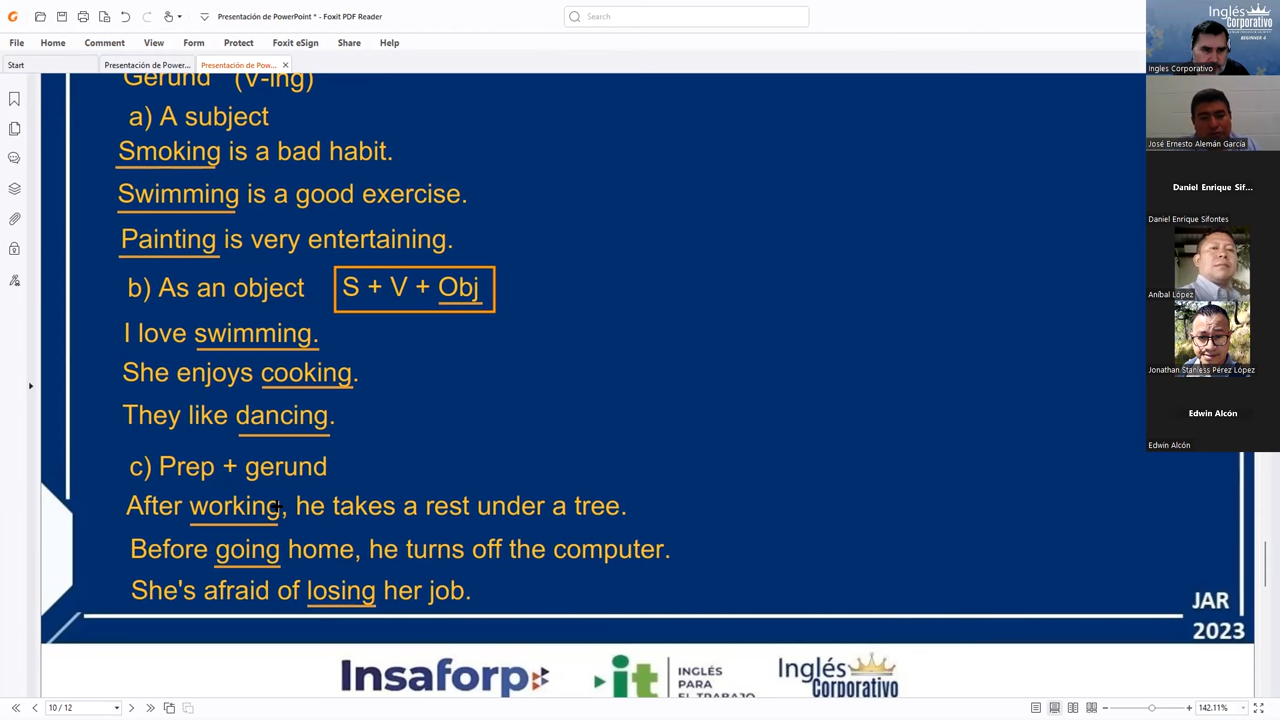 Presentación de PowerPoint * - Foxit PDF Reader
Search
File Home Comment View Form Protect Foxit eSign Share Help
Start
Presentación de Power...
Presentación de Pow...
Gerund (V-ing)
a) A subject
Smoking is a bad habit.
Swimming is a good exercise.
Painting is very entertaining.
b) As an object S + V + Obj
I love swimming.
She enjoys cooking.
They like dancing.
c) Prep + gerund
After working, he takes a rest under a tree.
Before going home, he turns off the computer.
She's afraid of losing her job.
JAR
2023
Insaforp
it
INGLÉS
PARA
EL TRABAJO
Inglés
Corporativo
10 / 12
142.11%
Inglés
Corporativo
BEGINNER 4
Ingles Corporativo
José Ernesto Alemán García
Daniel Enrique Sif...
Daniel Enrique Sifontes
Aníbal López
Jonathan Stanless Pérez López
Edwin Alcón
Edwin Alcón